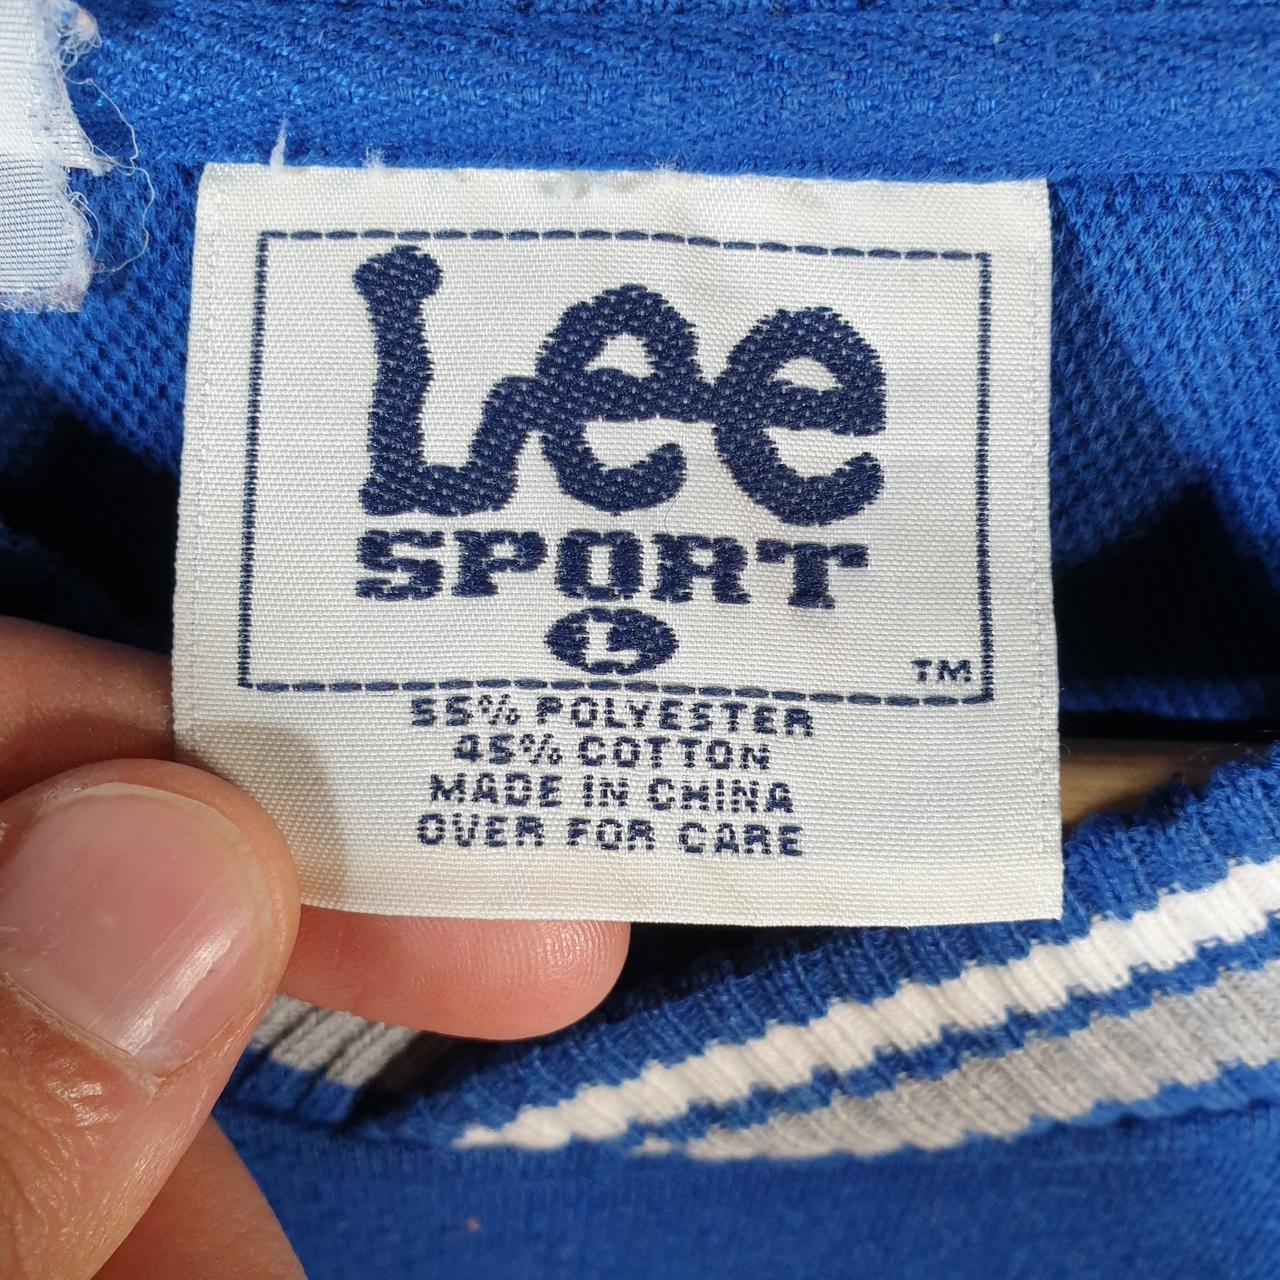 Lee
SPORT
L
TM
55% POLYESTER
45% COTTON
MADE IN CHINA
OVER FOR CARE